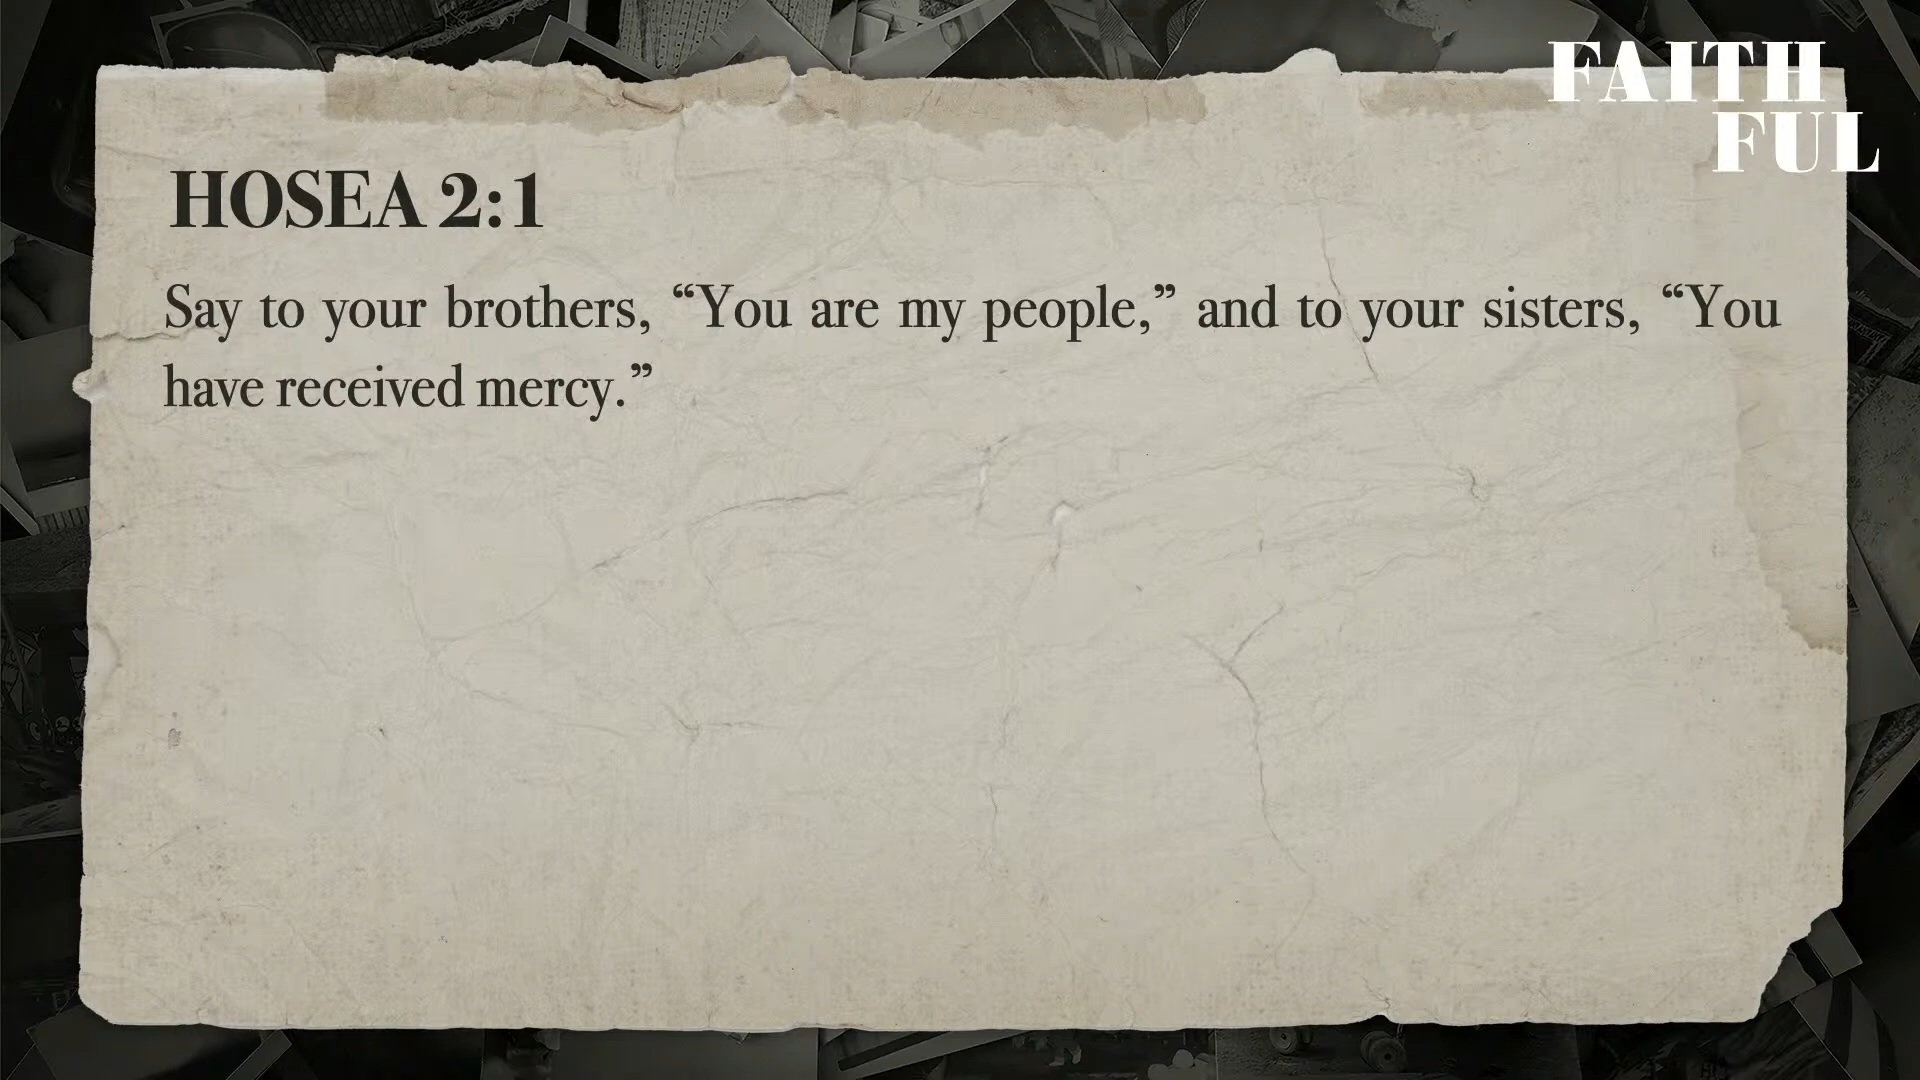 FAITH
FUL
HOSEA 2:1
Say to your brothers, “You are my people,” and to your sisters, “You
have received mercy.”